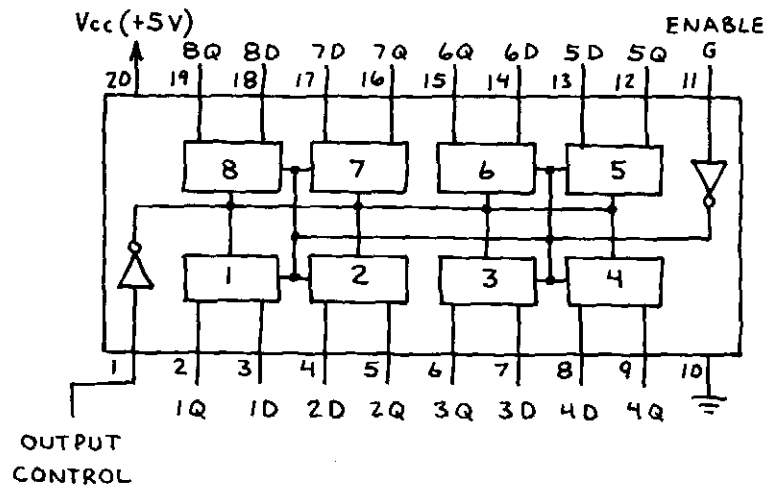 Vcc (+5V) ENABLE
8Q 8D 7D 7Q 6Q 6D 5D 5Q G
20 19 18 17 16 15 14 13 12 11
8 7 6 5
1 2 3 4
1 2 3 4 5 6 7 8 9 10
1Q 1D 2D 2Q 3Q 3D 4D 4Q
OUTPUT
CONTROL